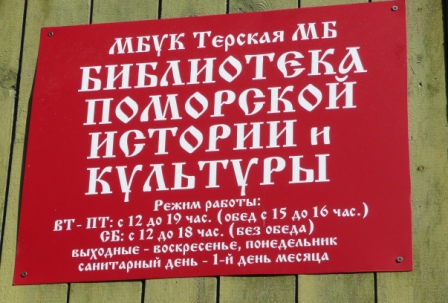 МБУК Терская МБ
БИБЛИОТЕКА
ПОМОРСКОЙ
ИСТОРИИ и
КУЛЬТУРЫ
Режим работы:
ВТ - ПТ: с 12 до 19 час. (обед с 15 до 16 час.)
СБ: с 12 до 18 час. (без обеда)
выходные - воскресенье, понедельник
санитарный день - 1-й день месяца